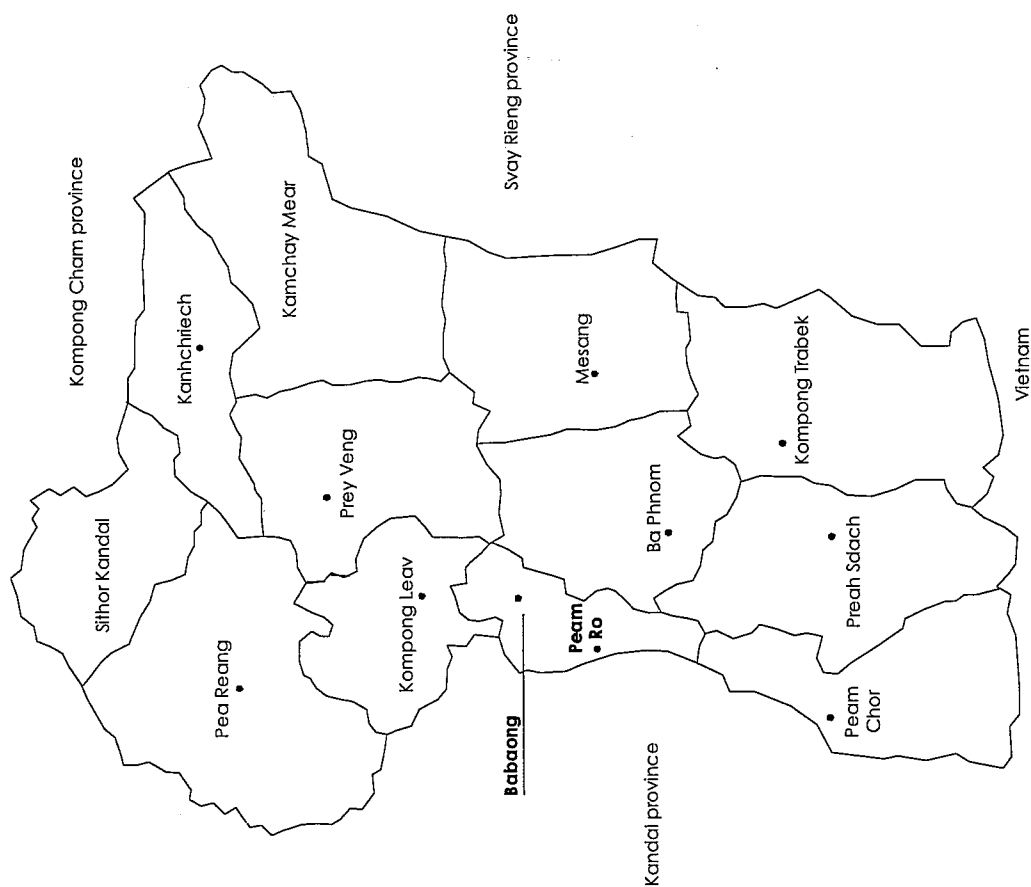 Kompong Cham province
Sithor Kandal
Kanhchriech
Kamchay Mear
Svay Rieng province
Pea Reang
Prey Veng
Kompong Leav
Mesang
Babaong
Peam
Ro
Ba Phnom
Kandal province
Kompong Trabek
Preah Sdach
Peam
Chor
Vietnam